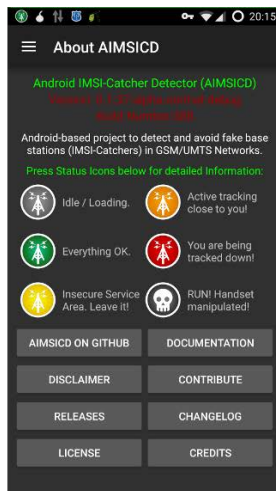 20:15
About AIMSICD
Android IMSI-Catcher Detector (AIMSICD)
Android-based project to detect and avoid fake base
stations (IMSI-Catchers) in GSM/UMTS Networks.
Press Status Icons below for detailed Information:
Idle / Loading.
Active tracking
close to you!
Everything OK.
You are being
tracked down!
Insecure Service
Area. Leave it!
RUN! Handset
manipulated!
AIMSICD ON GITHUB
DOCUMENTATION
DISCLAIMER
CONTRIBUTE
RELEASES
CHANGELOG
LICENSE
CREDITS